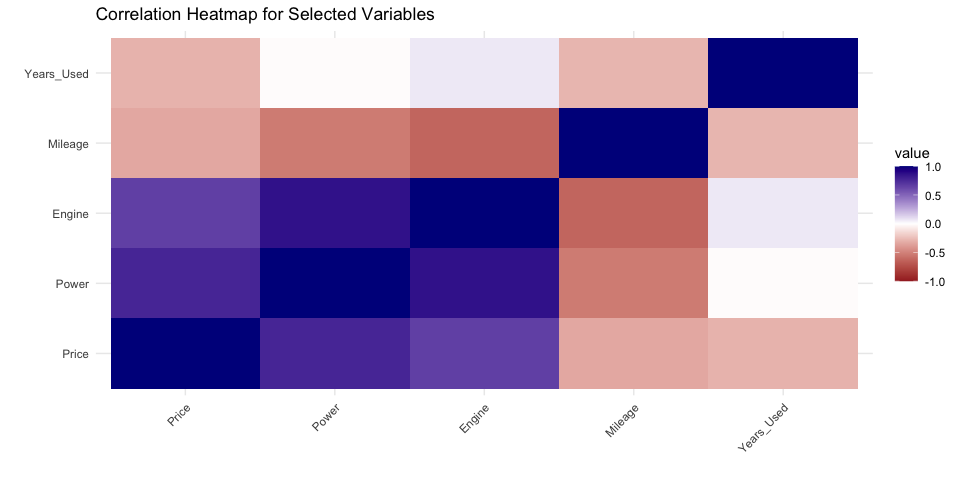 Correlation Heatmap for Selected Variables
Years_Used
Mileage
Engine
Power
Price
Price
Power
Engine
Mileage
Years_Used
value
1.0
0.5
0.0
-0.5
-1.0